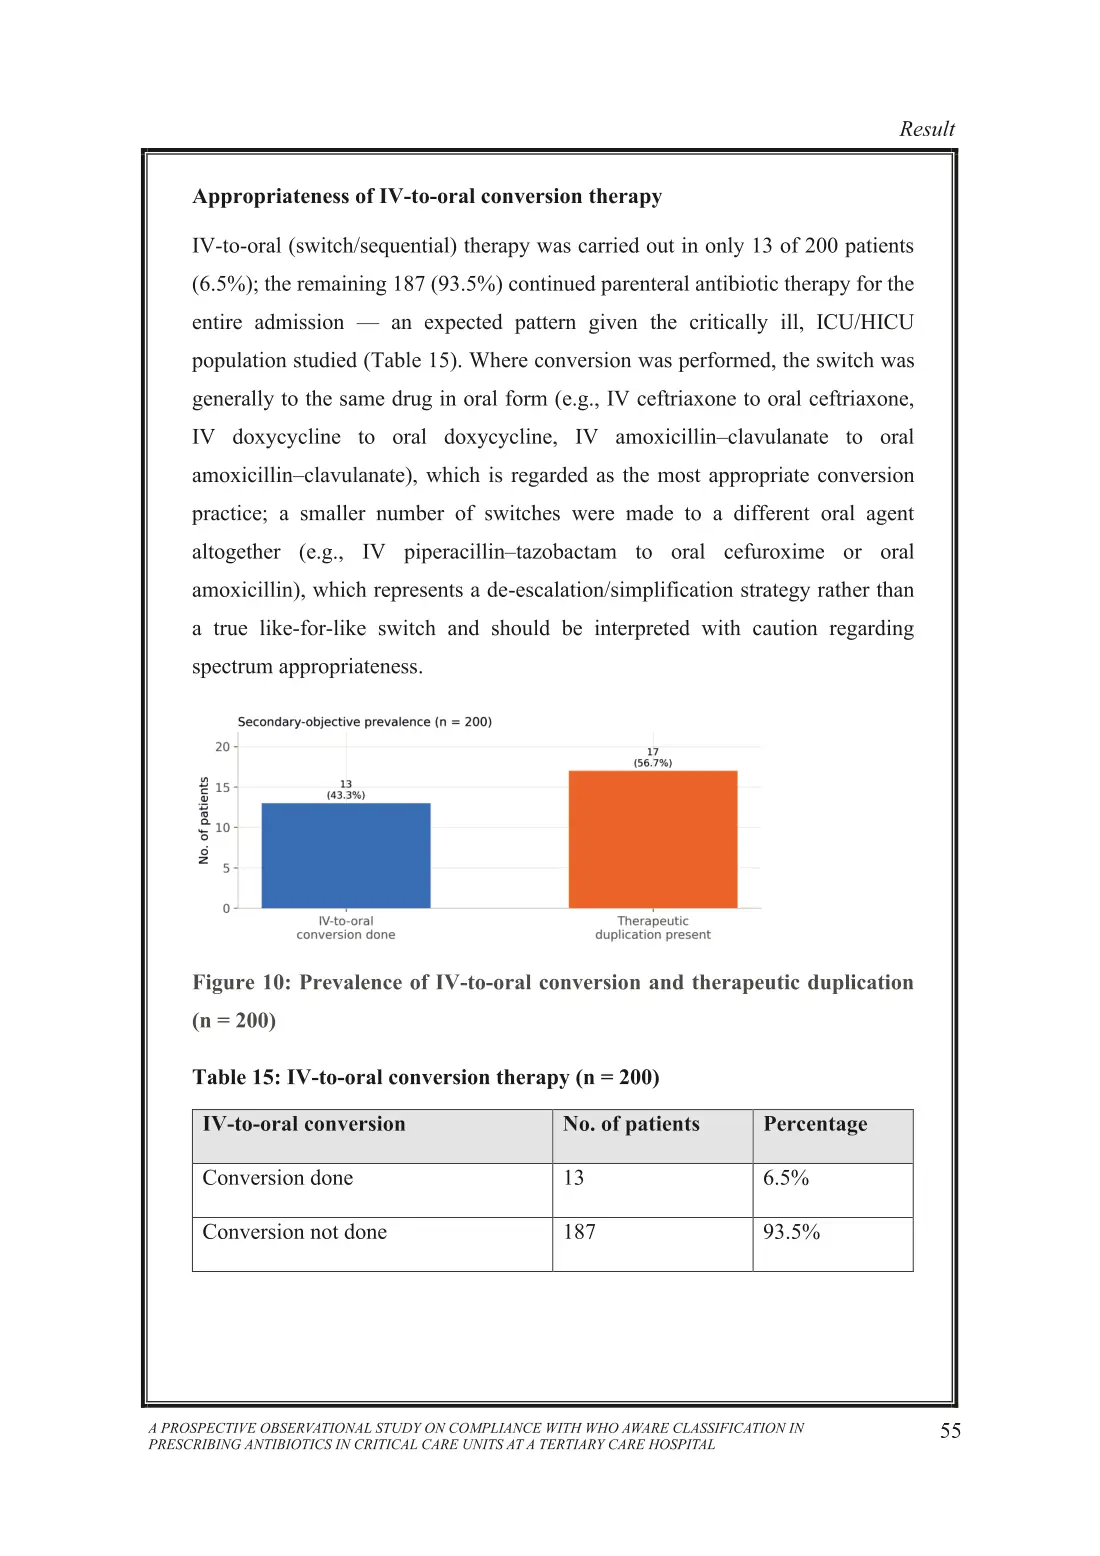 Result
Appropriateness of IV-to-oral conversion therapy
IV-to-oral (switch/sequential) therapy was carried out in only 13 of 200 patients
(6.5%); the remaining 187 (93.5%) continued parenteral antibiotic therapy for the
entire admission — an expected pattern given the critically ill, ICU/HICU
population studied (Table 15). Where conversion was performed, the switch was
generally to the same drug in oral form (e.g., IV ceftriaxone to oral ceftriaxone,
IV doxycycline to oral doxycycline, IV amoxicillin–clavulanate to oral
amoxicillin–clavulanate), which is regarded as the most appropriate conversion
practice; a smaller number of switches were made to a different oral agent
altogether (e.g., IV piperacillin–tazobactam to oral cefuroxime or oral
amoxicillin), which represents a de-escalation/simplification strategy rather than
a true like-for-like switch and should be interpreted with caution regarding
spectrum appropriateness.
Secondary-objective prevalence (n = 200)
No. of patients
20
15
10
5
0
13
(43.3%)
17
(56.7%)
IV-to-oral
conversion done
Therapeutic
duplication present
Figure 10: Prevalence of IV-to-oral conversion and therapeutic duplication
(n = 200)
Table 15: IV-to-oral conversion therapy (n = 200)
IV-to-oral conversion No. of patients Percentage
Conversion done 13 6.5%
Conversion not done 187 93.5%
A PROSPECTIVE OBSERVATIONAL STUDY ON COMPLIANCE WITH WHO AWARE CLASSIFICATION IN
PRESCRIBING ANTIBIOTICS IN CRITICAL CARE UNITS AT A TERTIARY CARE HOSPITAL
55